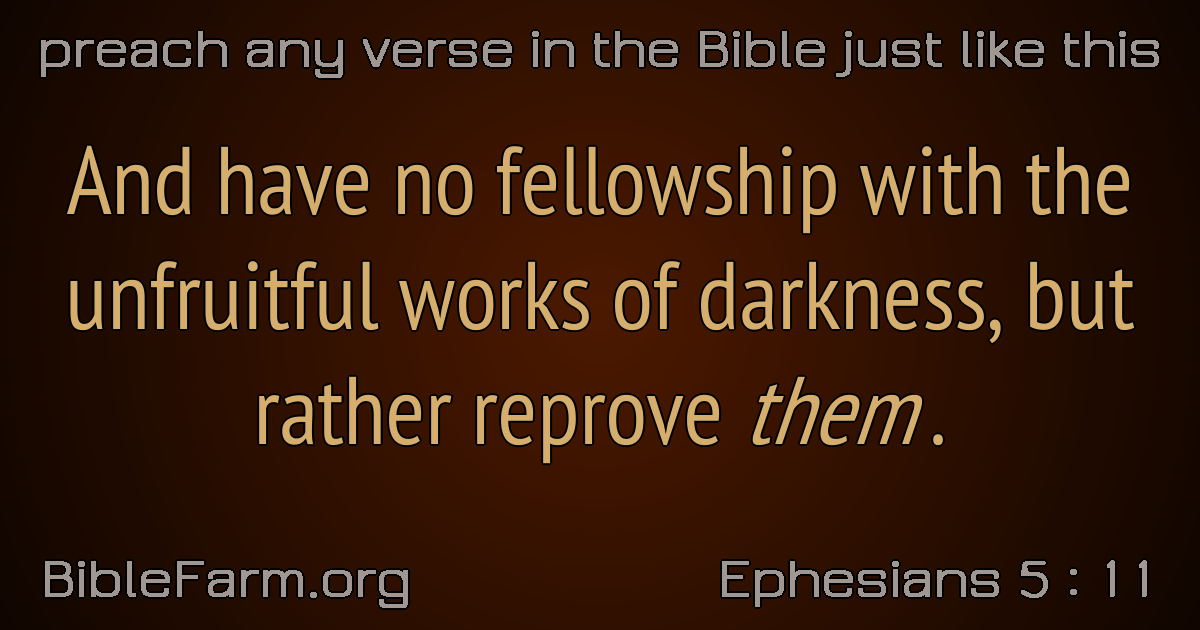 preach any verse in the Bible just like this
And have no fellowship with the
unfruitful works of darkness, but
rather reprove them .
BibleFarm.org
Ephesians 5 : 11